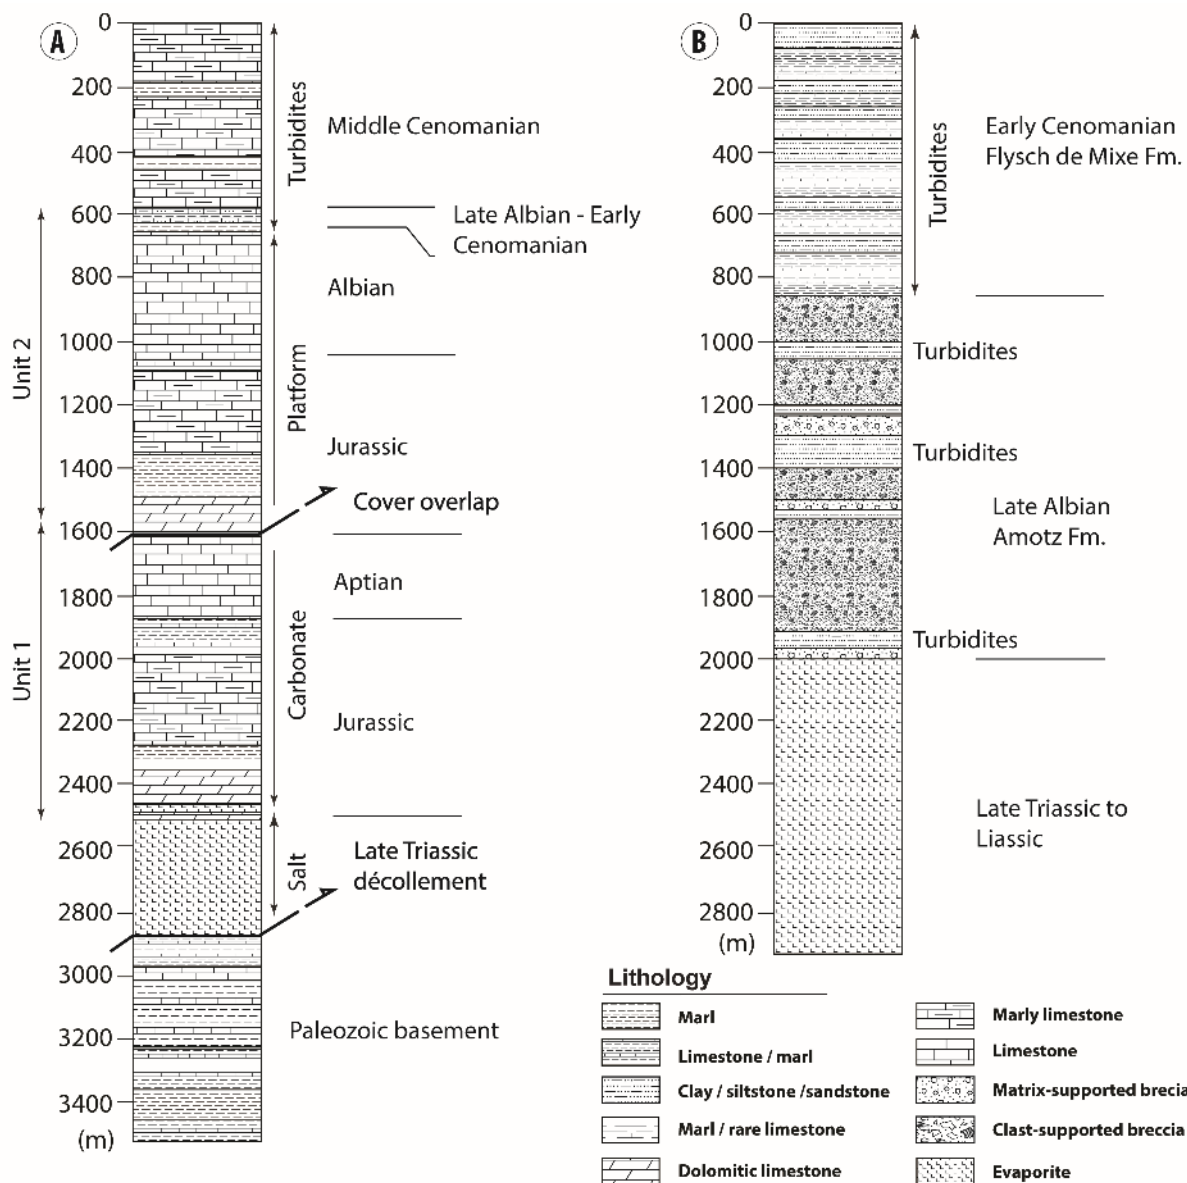 A
0
200
400
600
800
1000
1200
1400
1600
1800
2000
2200
2400
2600
2800
3000
3200
3400
(m)
Unit 2
Unit 1
Turbidites
Platform
Carbonate
Salt
Middle Cenomanian
Late Albian - Early
Cenomanian
Albian
Jurassic
Cover overlap
Aptian
Jurassic
Late Triassic
décollement
Paleozoic basement
B
0
200
400
600
800
1000
1200
1400
1600
1800
2000
2200
2400
2600
2800
(m)
Turbidites
Early Cenomanian
Flysch de Mixe Fm.
Turbidites
Turbidites
Late Albian
Amotz Fm.
Turbidites
Late Triassic to
Liassic
Lithology
Marl
Limestone / marl
Clay / siltstone /sandstone
Marl / rare limestone
Dolomitic limestone
Marly limestone
Limestone
Matrix-supported brecia
Clast-supported breccia
Evaporite